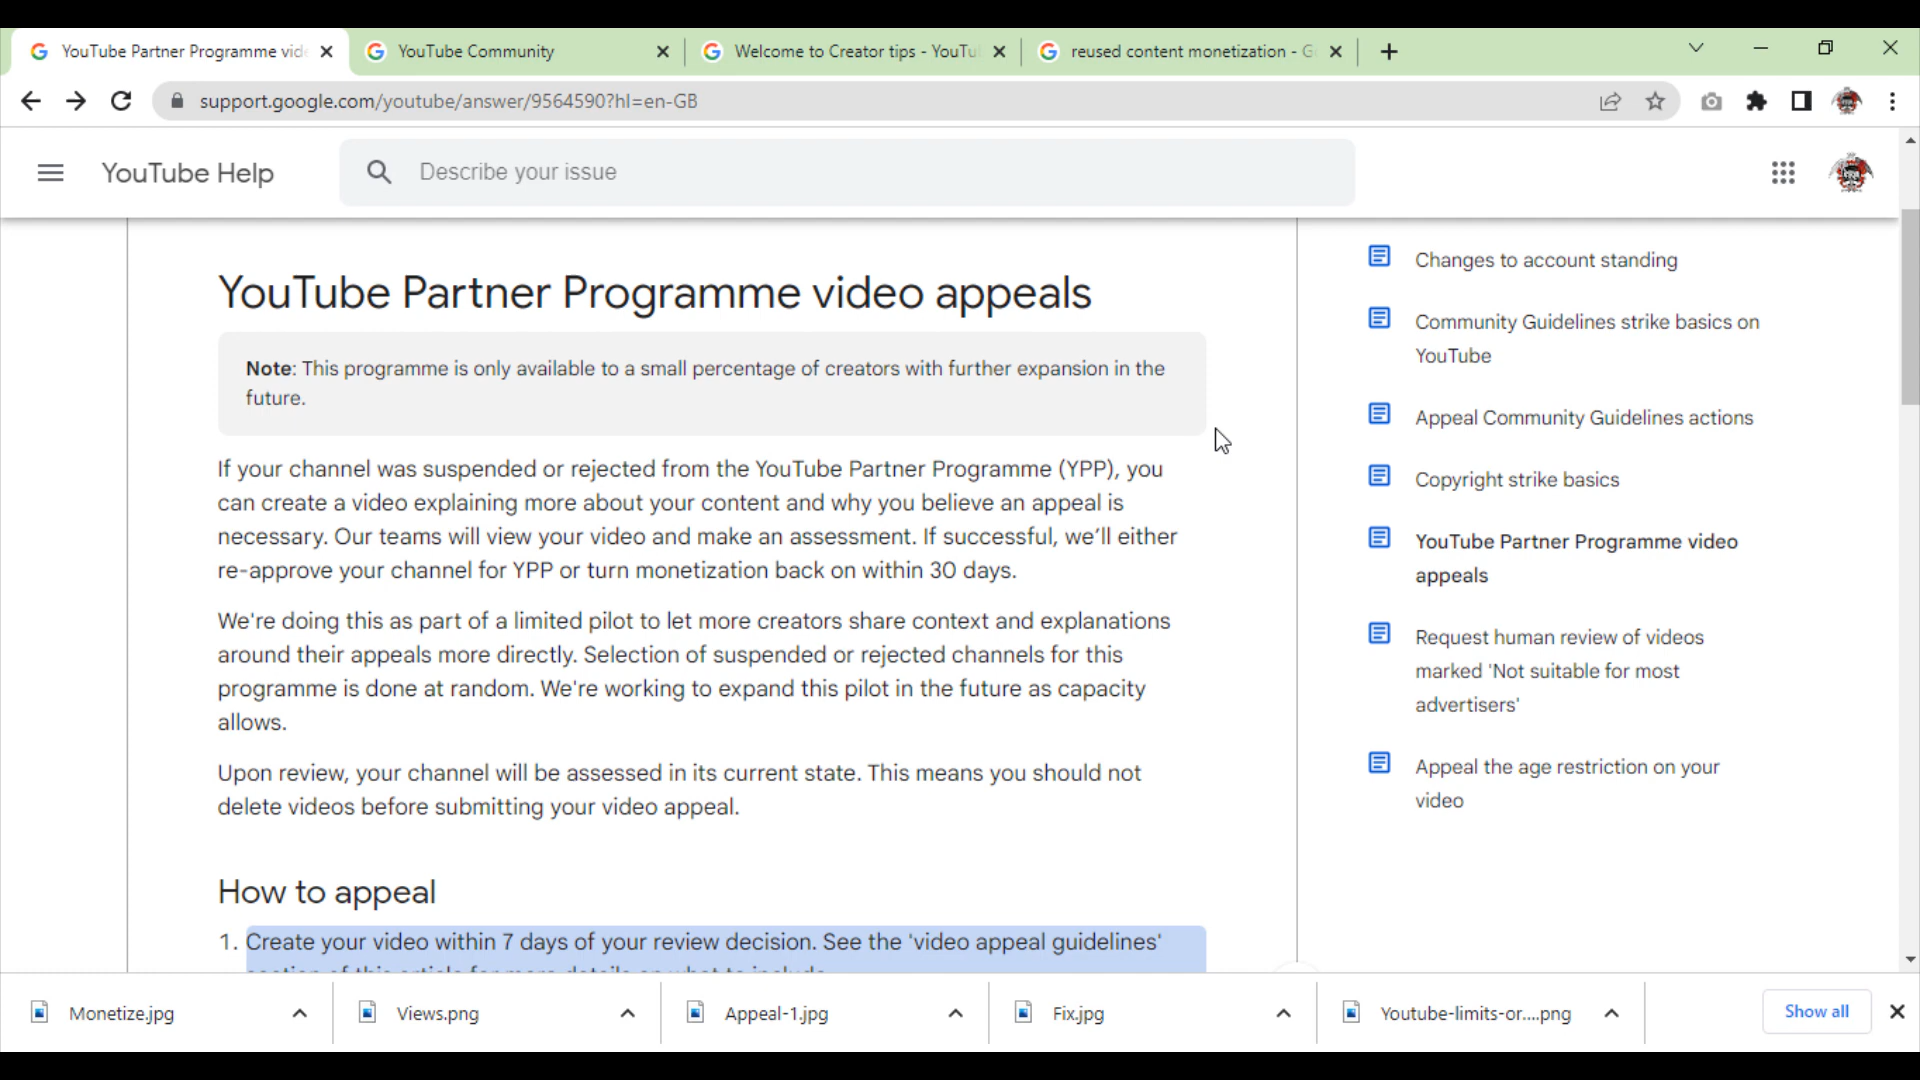 YouTube Partner Programme vide
YouTube Community
Welcome to Creator tips - YouTu
reused content monetization - G
support.google.com/youtube/answer/9564590?hl=en-GB
YouTube Help
Describe your issue
YouTube Partner Programme video appeals
Note: This programme is only available to a small percentage of creators with further expansion in the
future.
If your channel was suspended or rejected from the YouTube Partner Programme (YPP), you
can create a video explaining more about your content and why you believe an appeal is
necessary. Our teams will view your video and make an assessment. If successful, we’ll either
re-approve your channel for YPP or turn monetization back on within 30 days.
We're doing this as part of a limited pilot to let more creators share context and explanations
around their appeals more directly. Selection of suspended or rejected channels for this
programme is done at random. We're working to expand this pilot in the future as capacity
allows.
Upon review, your channel will be assessed in its current state. This means you should not
delete videos before submitting your video appeal.
How to appeal
1. Create your video within 7 days of your review decision. See the 'video appeal guidelines'
section of this article for more details on what to include.
Changes to account standing
Community Guidelines strike basics on
YouTube
Appeal Community Guidelines actions
Copyright strike basics
YouTube Partner Programme video
appeals
Request human review of videos
marked 'Not suitable for most
advertisers'
Appeal the age restriction on your
video
Monetize.jpg
Views.png
Appeal-1.jpg
Fix.jpg
Youtube-limits-or....png
Show all